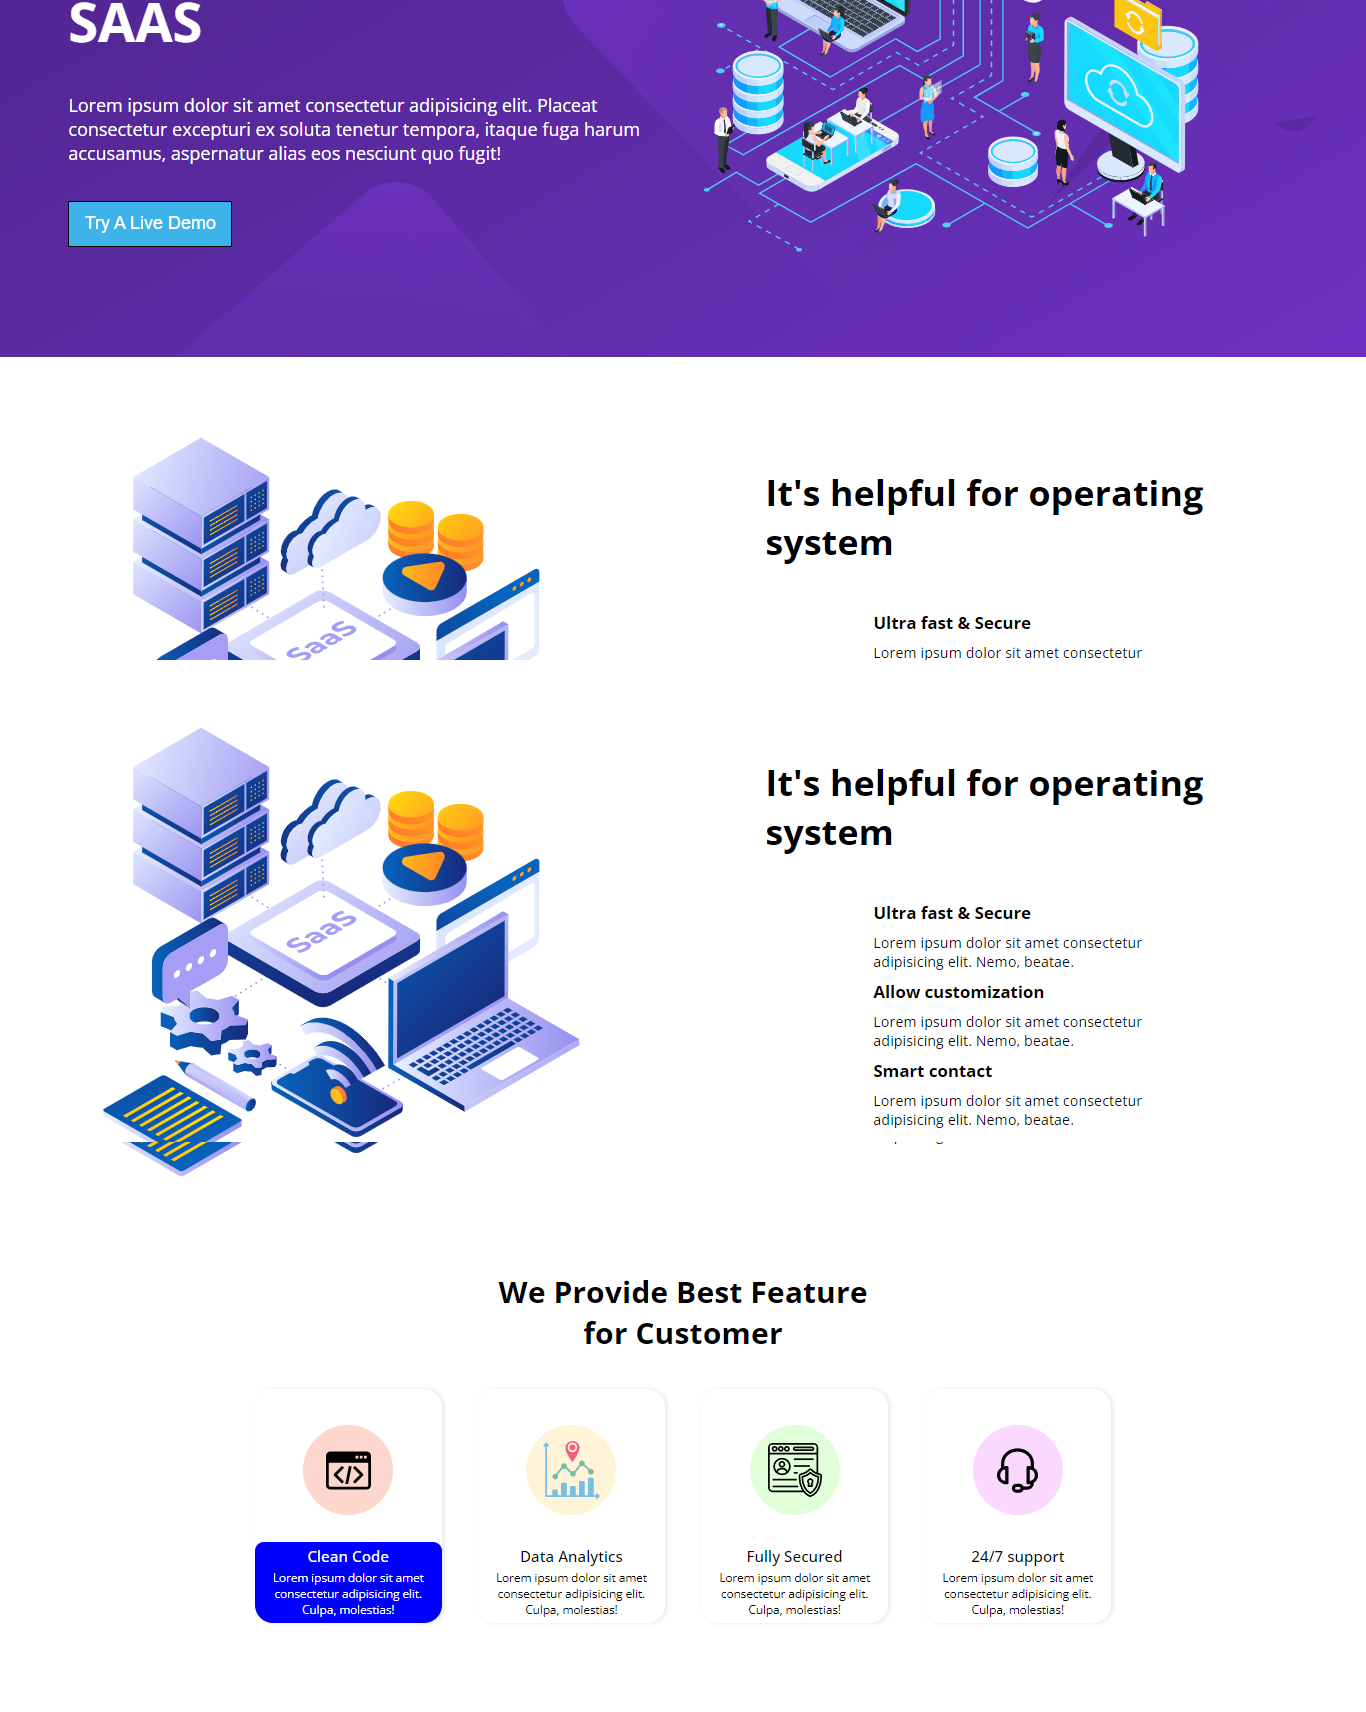 SAAS
Lorem ipsum dolor sit amet consectetur adipisicing elit. Placeat
consectetur excepturi ex soluta tenetur tempora, itaque fuga harum
accusamus, aspernatur alias eos nesciunt quo fugit!
Try A Live Demo
SaaS
It's helpful for operating
system
Ultra fast & Secure
Lorem ipsum dolor sit amet consectetur
SaaS
It's helpful for operating
system
Ultra fast & Secure
Lorem ipsum dolor sit amet consectetur
adipisicing elit. Nemo, beatae.
Allow customization
Lorem ipsum dolor sit amet consectetur
adipisicing elit. Nemo, beatae.
Smart contact
Lorem ipsum dolor sit amet consectetur
adipisicing elit. Nemo, beatae.
We Provide Best Feature
for Customer
Clean Code
Lorem ipsum dolor sit amet
consectetur adipisicing elit.
Culpa, molestias!
Data Analytics
Lorem ipsum dolor sit amet
consectetur adipisicing elit.
Culpa, molestias!
Fully Secured
Lorem ipsum dolor sit amet
consectetur adipisicing elit.
Culpa, molestias!
24/7 support
Lorem ipsum dolor sit amet
consectetur adipisicing elit.
Culpa, molestias!